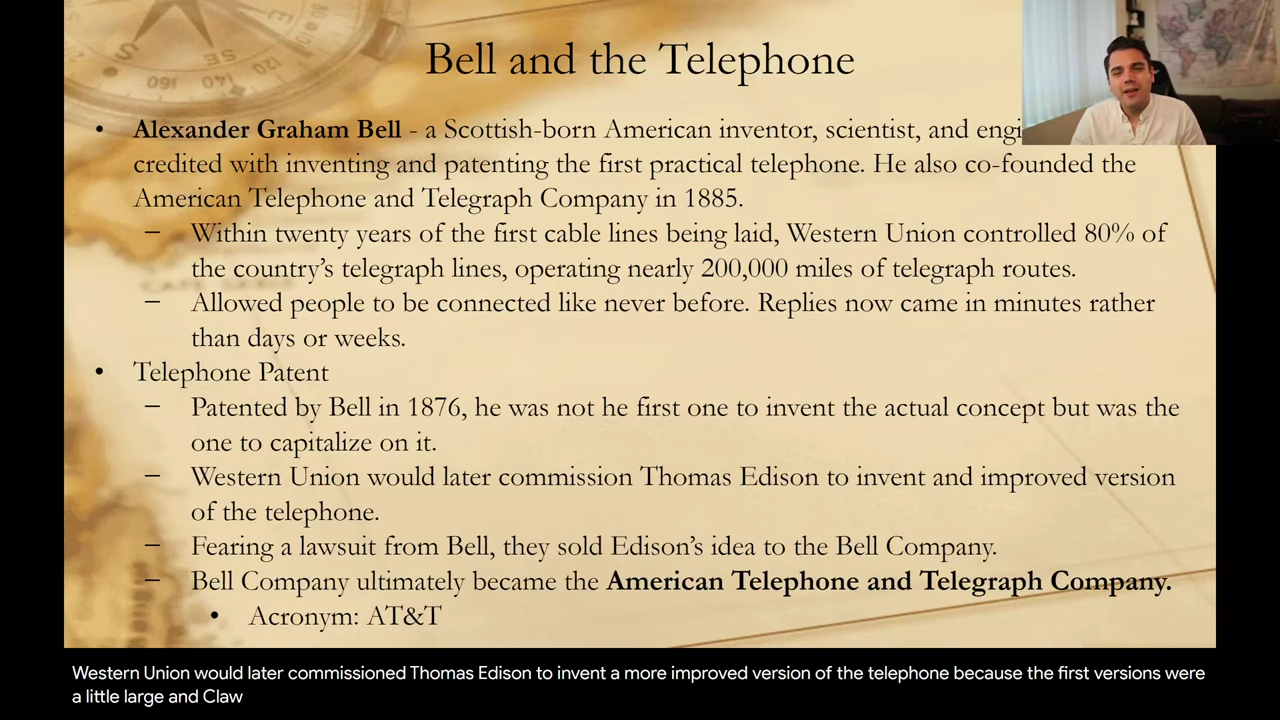 Bell and the Telephone
• Alexander Graham Bell - a Scottish-born American inventor, scientist, and engi
credited with inventing and patenting the first practical telephone. He also co-founded the
American Telephone and Telegraph Company in 1885.
– Within twenty years of the first cable lines being laid, Western Union controlled 80% of
the country's telegraph lines, operating nearly 200,000 miles of telegraph routes.
– Allowed people to be connected like never before. Replies now came in minutes rather
than days or weeks.
• Telephone Patent
– Patented by Bell in 1876, he was not he first one to invent the actual concept but was the
one to capitalize on it.
– Western Union would later commission Thomas Edison to invent and improved version
of the telephone.
– Fearing a lawsuit from Bell, they sold Edison's idea to the Bell Company.
– Bell Company ultimately became the American Telephone and Telegraph Company.
• Acronym: AT&T
Western Union would later commissioned Thomas Edison to invent a more improved version of the telephone because the first versions were
a little large and Claw